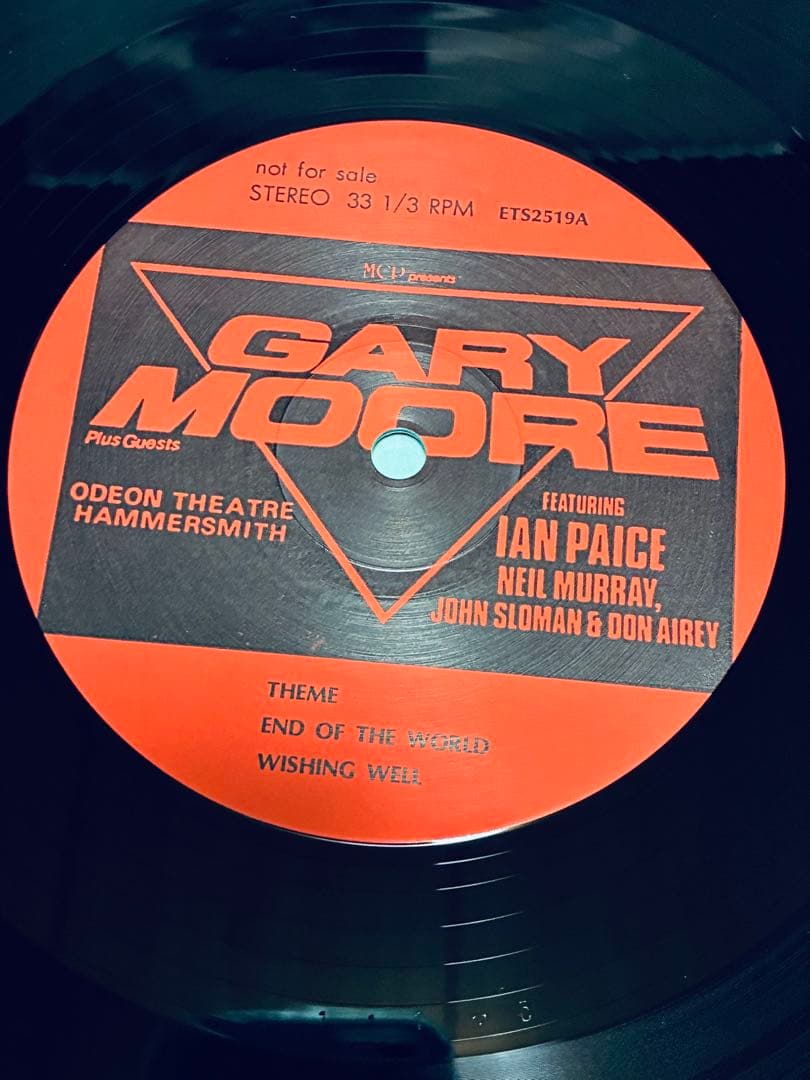 not for sale
STEREO 33 1/3 RPM ETS2519A
MCP presents
GARY
MOORE
Plus Guests
ODEON THEATRE
HAMMERSMITH
FEATURING
IAN PAICE
NEIL MURRAY,
JOHN SLOMAN & DON AIREY
THEME
END OF THE WORLD
WISHING WELL